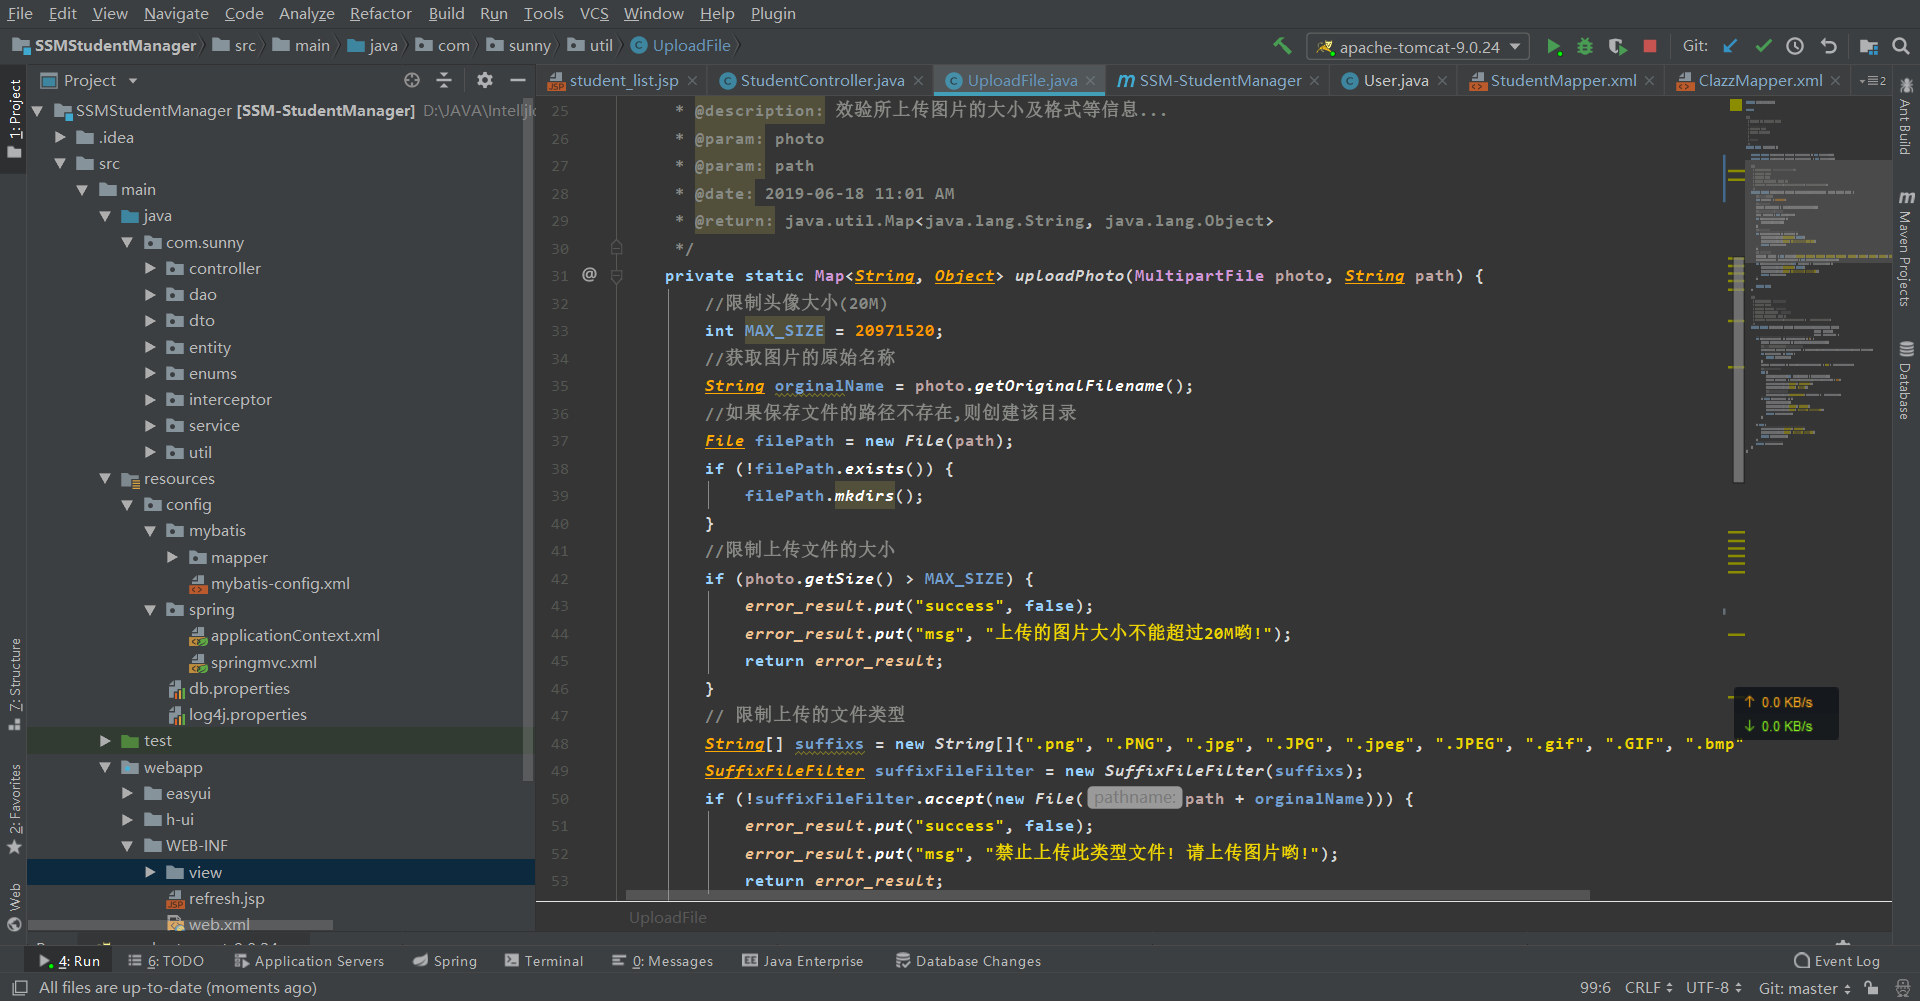 File Edit View Navigate Code Analyze Refactor Build Run Tools VCS Window Help Plugin
SSMStudentManager src main java com sunny util UploadFile apache-tomcat-9.0.24 Git:
Project
student_list.jsp StudentController.java UploadFile.java SSM-StudentManager User.java StudentMapper.xml ClazzMapper.xml 2
1: Project
7: Structure
2: Favorites
Web
SSMStudentManager [SSM-StudentManager] D:\JAVA\Intellij
.idea
src
main
java
com.sunny
controller
dao
dto
entity
enums
interceptor
service
util
resources
config
mybatis
mapper
mybatis-config.xml
spring
applicationContext.xml
springmvc.xml
db.properties
log4j.properties
test
webapp
easyui
h-ui
WEB-INF
view
refresh.jsp
web.xml
25 * @description: 效验所上传图片的大小及格式等信息...
26 * @param: photo
27 * @param: path
28 * @date: 2019-06-18 11:01 AM
29 * @return: java.util.Map<java.lang.String, java.lang.Object>
30 */
31 @ private static Map<String, Object> uploadPhoto(MultipartFile photo, String path) {
32 //限制头像大小(20M)
33 int MAX_SIZE = 20971520;
34 //获取图片的原始名称
35 String orginalName = photo.getOriginalFilename();
36 //如果保存文件的路径不存在,则创建该目录
37 File filePath = new File(path);
38 if (!filePath.exists()) {
39 filePath.mkdirs();
40 }
41 //限制上传文件的大小
42 if (photo.getSize() > MAX_SIZE) {
43 error_result.put("success", false);
44 error_result.put("msg", "上传的图片大小不能超过20M哟!");
45 return error_result;
46 }
47 // 限制上传的文件类型
48 String[] suffixs = new String[]{".png", ".PNG", ".jpg", ".JPG", ".jpeg", ".JPEG", ".gif", ".GIF", ".bmp"
49 SuffixFileFilter suffixFileFilter = new SuffixFileFilter(suffixs);
50 if (!suffixFileFilter.accept(new File( pathname: path + orginalName))) {
51 error_result.put("success", false);
52 error_result.put("msg", "禁止上传此类型文件! 请上传图片哟!");
53 return error_result;
UploadFile
↑ 0.0 KB/s
↓ 0.0 KB/s
Ant Build
Maven Projects
Database
4: Run 6: TODO Application Servers Spring Terminal 0: Messages Java Enterprise Database Changes Event Log
All files are up-to-date (moments ago) 99:6 CRLF UTF-8 Git: master